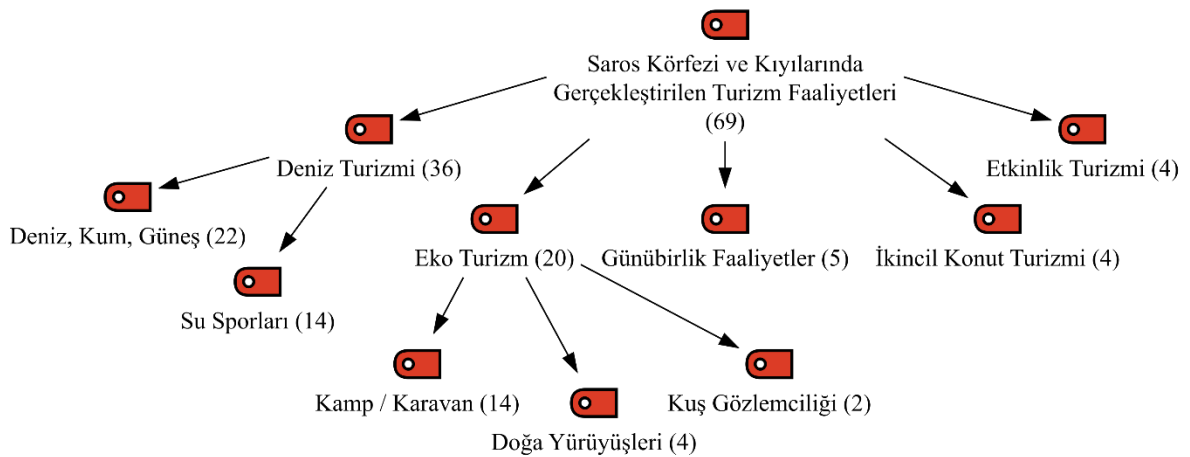 Saros Körfezi ve Kıyılarında
Gerçekleştirilen Turizm Faaliyetleri
(69)
Deniz Turizmi (36)
Etkinlik Turizmi (4)
Deniz, Kum, Güneş (22)
Eko Turizm (20)
Günübirlik Faaliyetler (5)
İkincil Konut Turizmi (4)
Su Sporları (14)
Kamp / Karavan (14)
Kuş Gözlemciliği (2)
Doğa Yürüyüşleri (4)